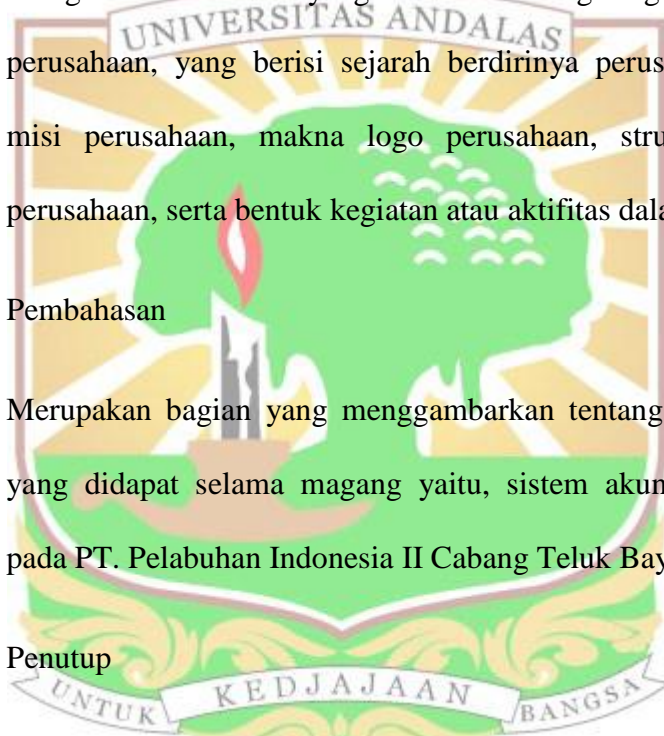 UNIVERSITAS ANDALAS
perusahaan, yang berisi sejarah berdirinya
misi perusahaan, makna logo perusahaan,
perusahaan, serta bentuk kegiatan atau aktifitas
Pembahasan
Merupakan bagian yang menggambarkan tentang
yang didapat selama magang yaitu, sistem
pada PT. Pelabuhan Indonesia II Cabang Teluk
Penutup
UNTUK KEDJAJAAN BANGSA